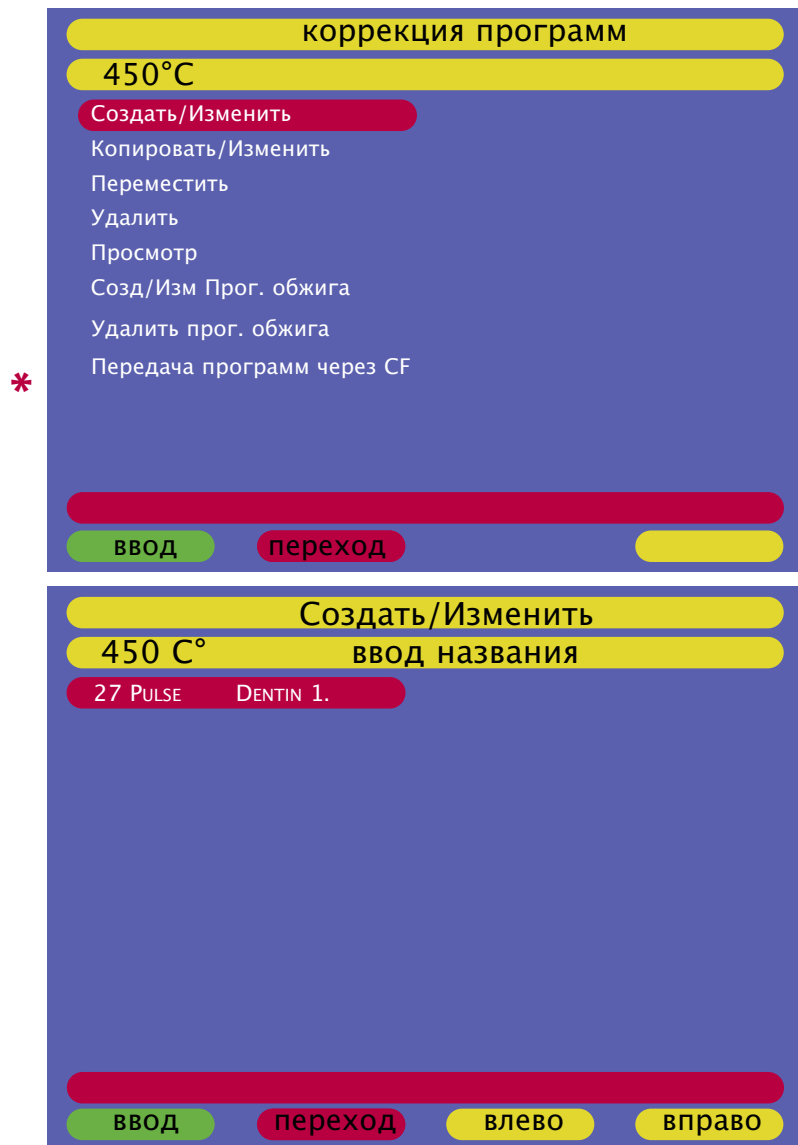 коррекция программ
450°C
Создать/Изменить
Копировать/Изменить
Переместить
Удалить
Просмотр
Созд/Изм Прог. обжига
Удалить прог. обжига
Передача программ через CF
*
ввод переход
Создать/Изменить
450 C° ввод названия
27 Pulse Dentin 1.
ввод переход влево вправо